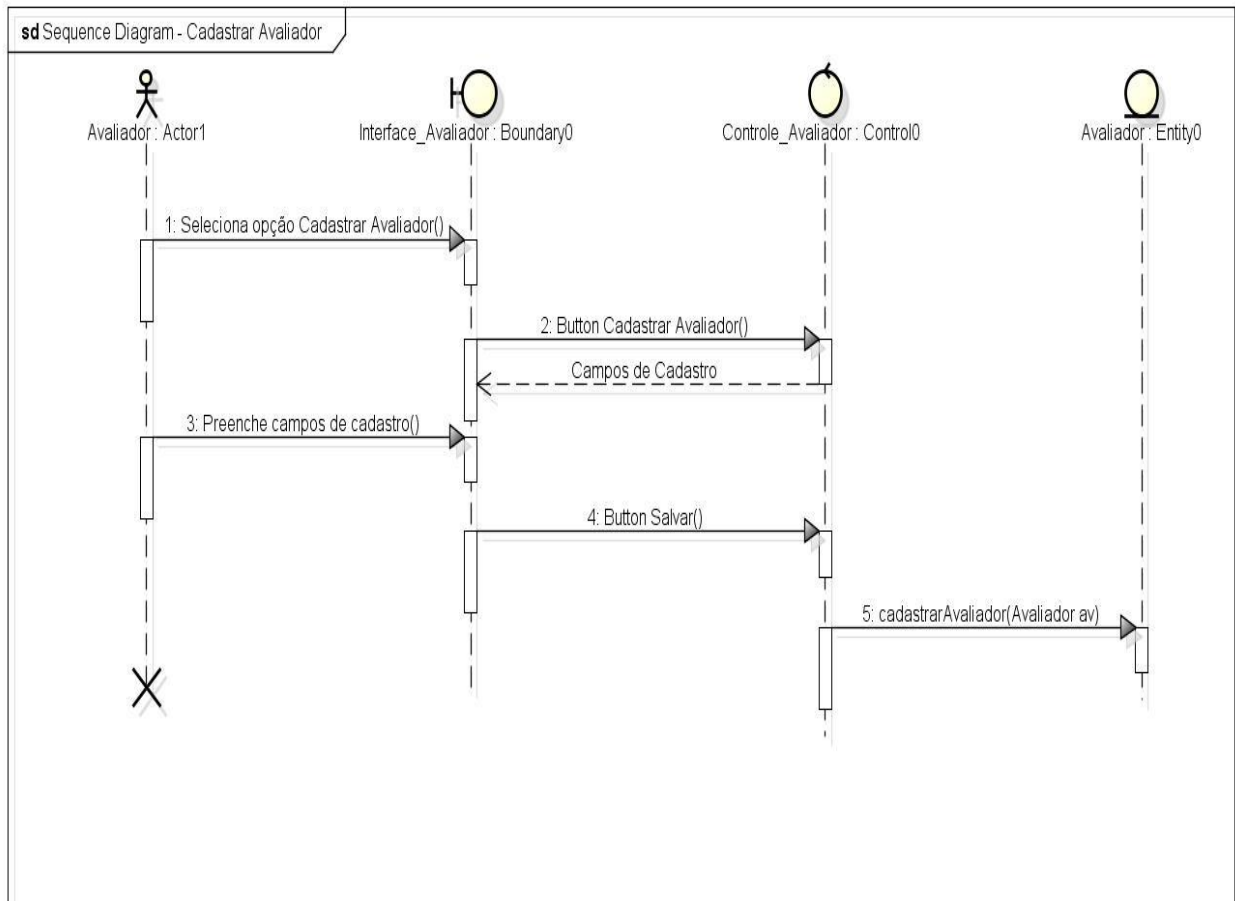 sd Sequence Diagram - Cadastrar Avaliador
Avaliador : Actor1
Interface_Avaliador : Boundary0
Controle_Avaliador : Control0
Avaliador : Entity0
1: Seleciona opção Cadastrar Avaliador()
2: Button Cadastrar Avaliador()
Campos de Cadastro
3: Preenche campos de cadastro()
4: Button Salvar()
5: cadastrarAvaliador(Avaliador av)